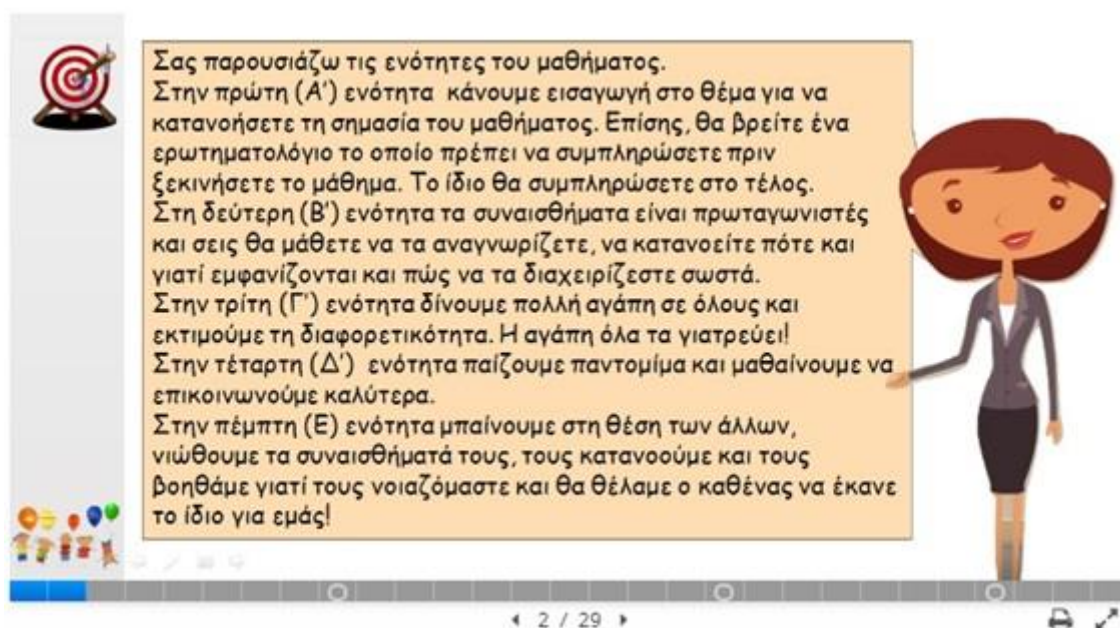 Σας παρουσιάζω τις ενότητες του μαθήματος.
Στην πρώτη (Α') ενότητα κάνουμε εισαγωγή στο θέμα για να
κατανοήσετε τη σημασία του μαθήματος. Επίσης, θα βρείτε ένα
ερωτηματολόγιο το οποίο πρέπει να συμπληρώσετε πριν
ξεκινήσετε το μάθημα. Το ίδιο θα συμπληρώσετε στο τέλος.
Στη δεύτερη (Β') ενότητα τα συναισθήματα είναι πρωταγωνιστές
και σεις θα μάθετε να τα αναγνωρίζετε, να κατανοείτε πότε και
γιατί εμφανίζονται και πώς να τα διαχειρίζεστε σωστά.
Στην τρίτη (Γ') ενότητα δίνουμε πολλή αγάπη σε όλους και
εκτιμούμε τη διαφορετικότητα. Η αγάπη όλα τα γιατρεύει!
Στην τέταρτη (Δ') ενότητα παίζουμε παντομίμα και μαθαίνουμε να
επικοινωνούμε καλύτερα.
Στην πέμπτη (Ε) ενότητα μπαίνουμε στη θέση των άλλων,
νιώθουμε τα συναισθήματά τους, τους κατανοούμε και τους
βοηθάμε γιατί τους νοιαζόμαστε και θα θέλαμε ο καθένας να έκανε
το ίδιο για εμάς!
2 / 29